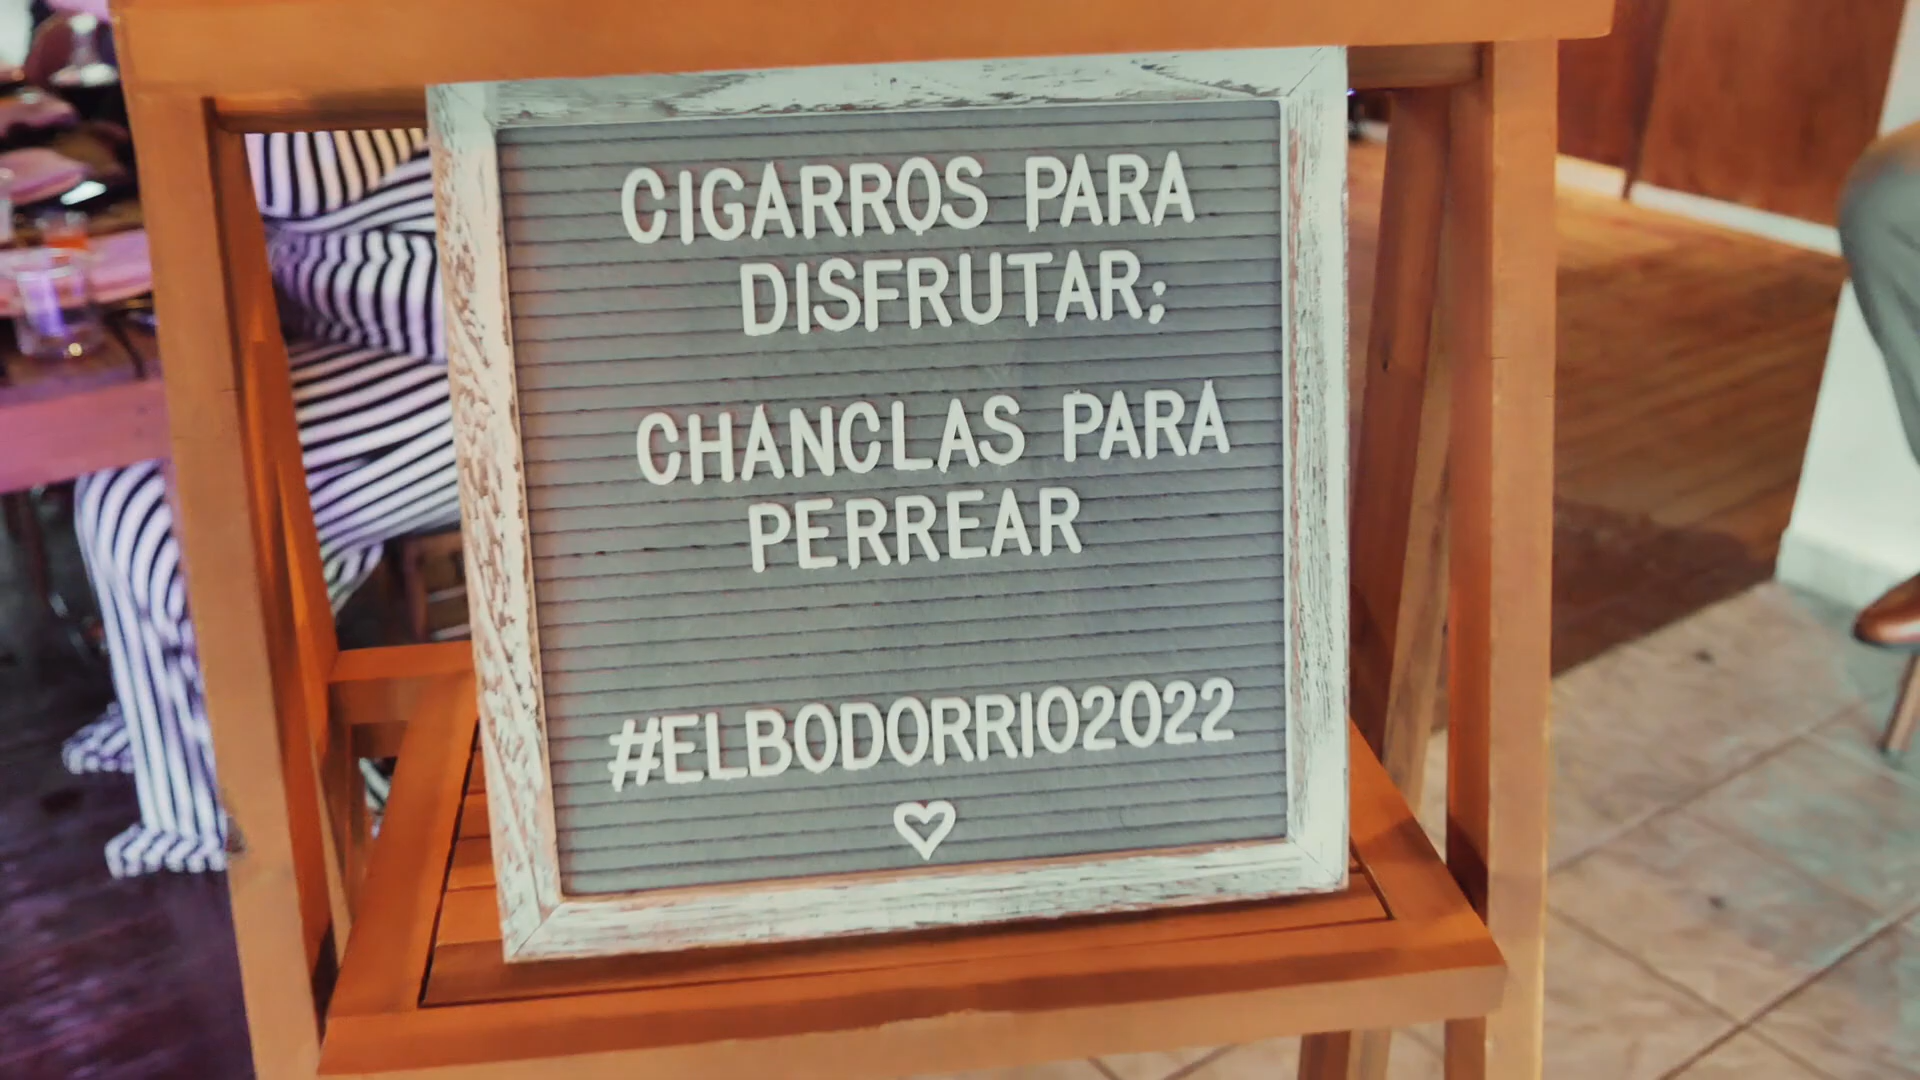 CIGARROS PARA
DISFRUTAR;
CHANCLAS PARA
PERREAR
#ELBODORRIO2022